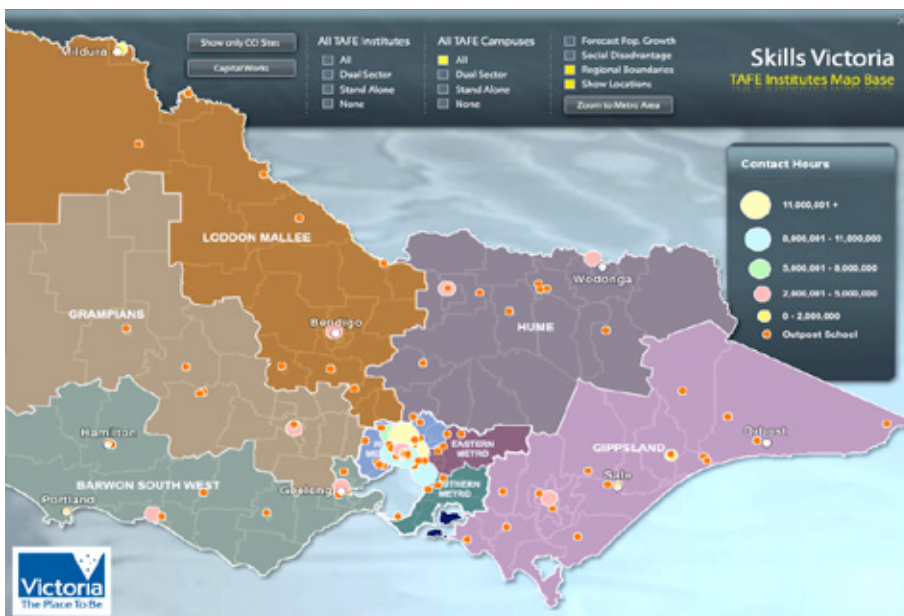 Show only CCI Sites
Capital Works
All TAFE Institutes
All
Dual Sector
Stand Alone
None
All TAFE Campuses
All
Dual Sector
Stand Alone
None
Forecast Pop. Growth
Social Disadvantage
Regional Boundaries
Show Locations
Zoom to Metro Area
Skills Victoria
TAFE Institutes Map Base
Contact Hours
11,000,001 +
8,000,001 - 11,000,000
5,000,001 - 8,000,000
2,000,001 - 5,000,000
0 - 2,000,000
Outpost School
Mildura
LODDON MALLEE
Wodonga
GRAMPIANS
Bendigo
HUME
Hamilton
EASTERN
METRO
GIPPSLAND
Orbost
Sale
BARWON SOUTH WEST
Geelong
METRO
Portland
Victoria
The Place To Be